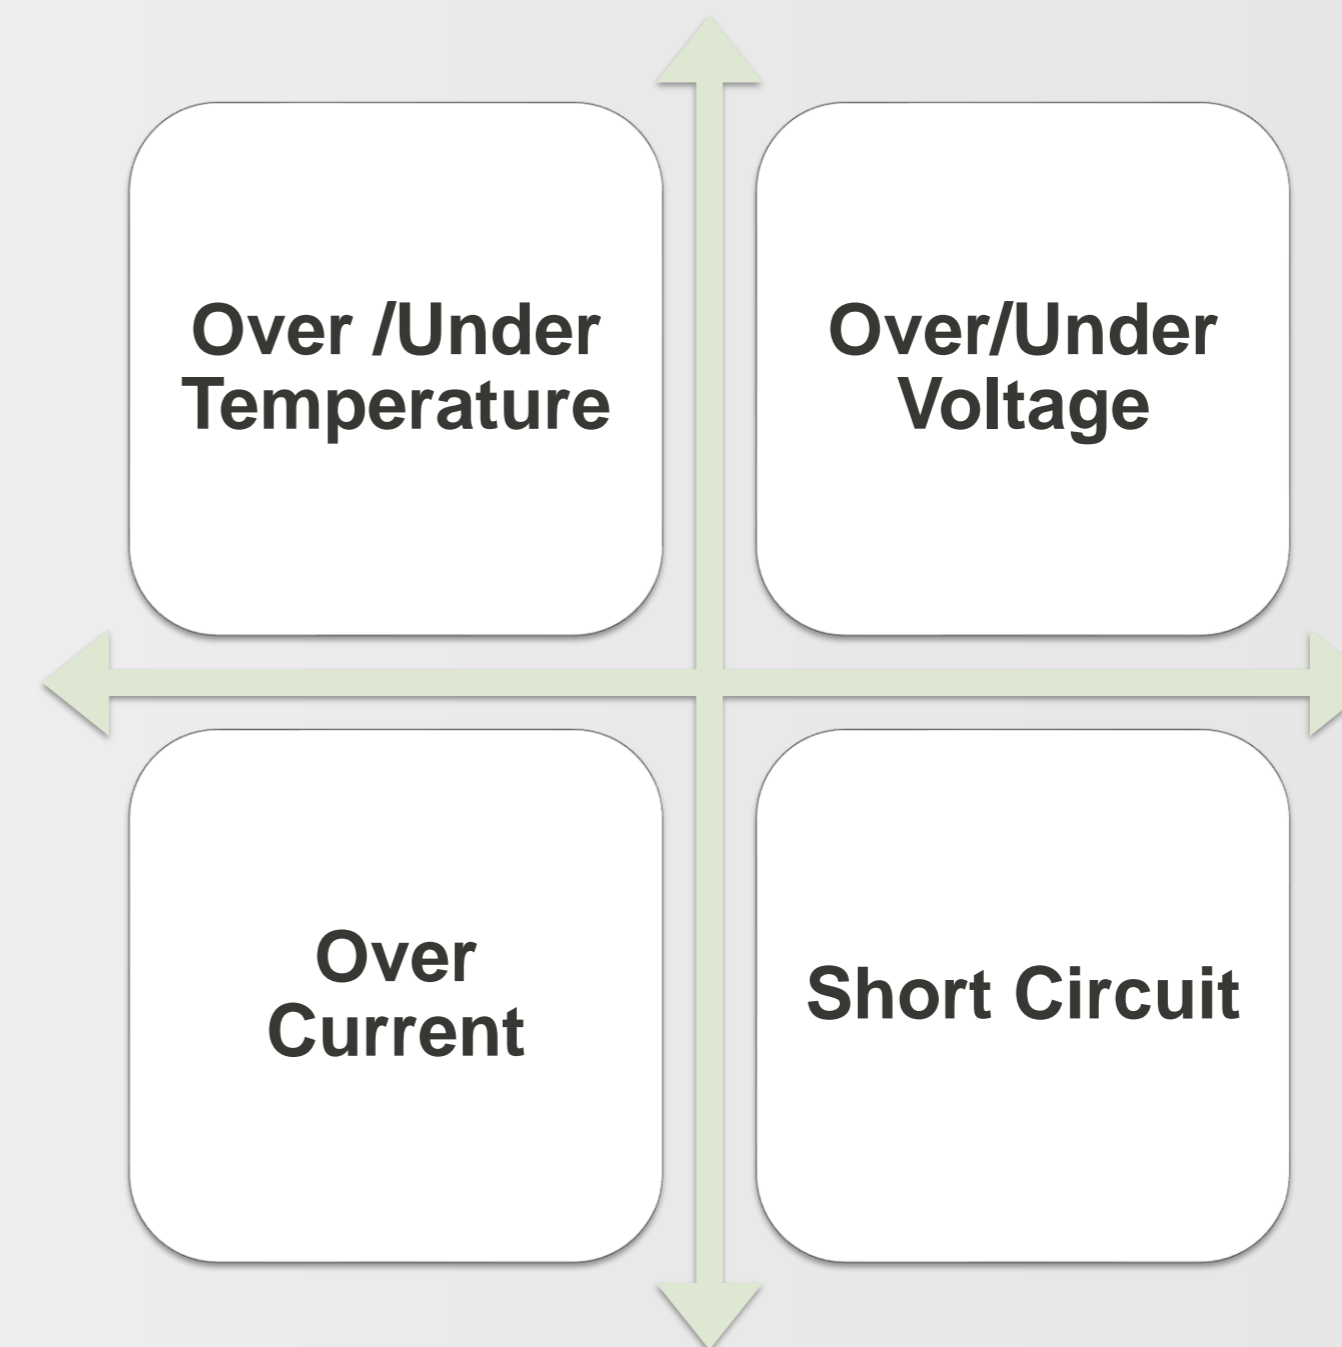 Over /Under
Temperature
Over/Under
Voltage
Over
Current
Short Circuit